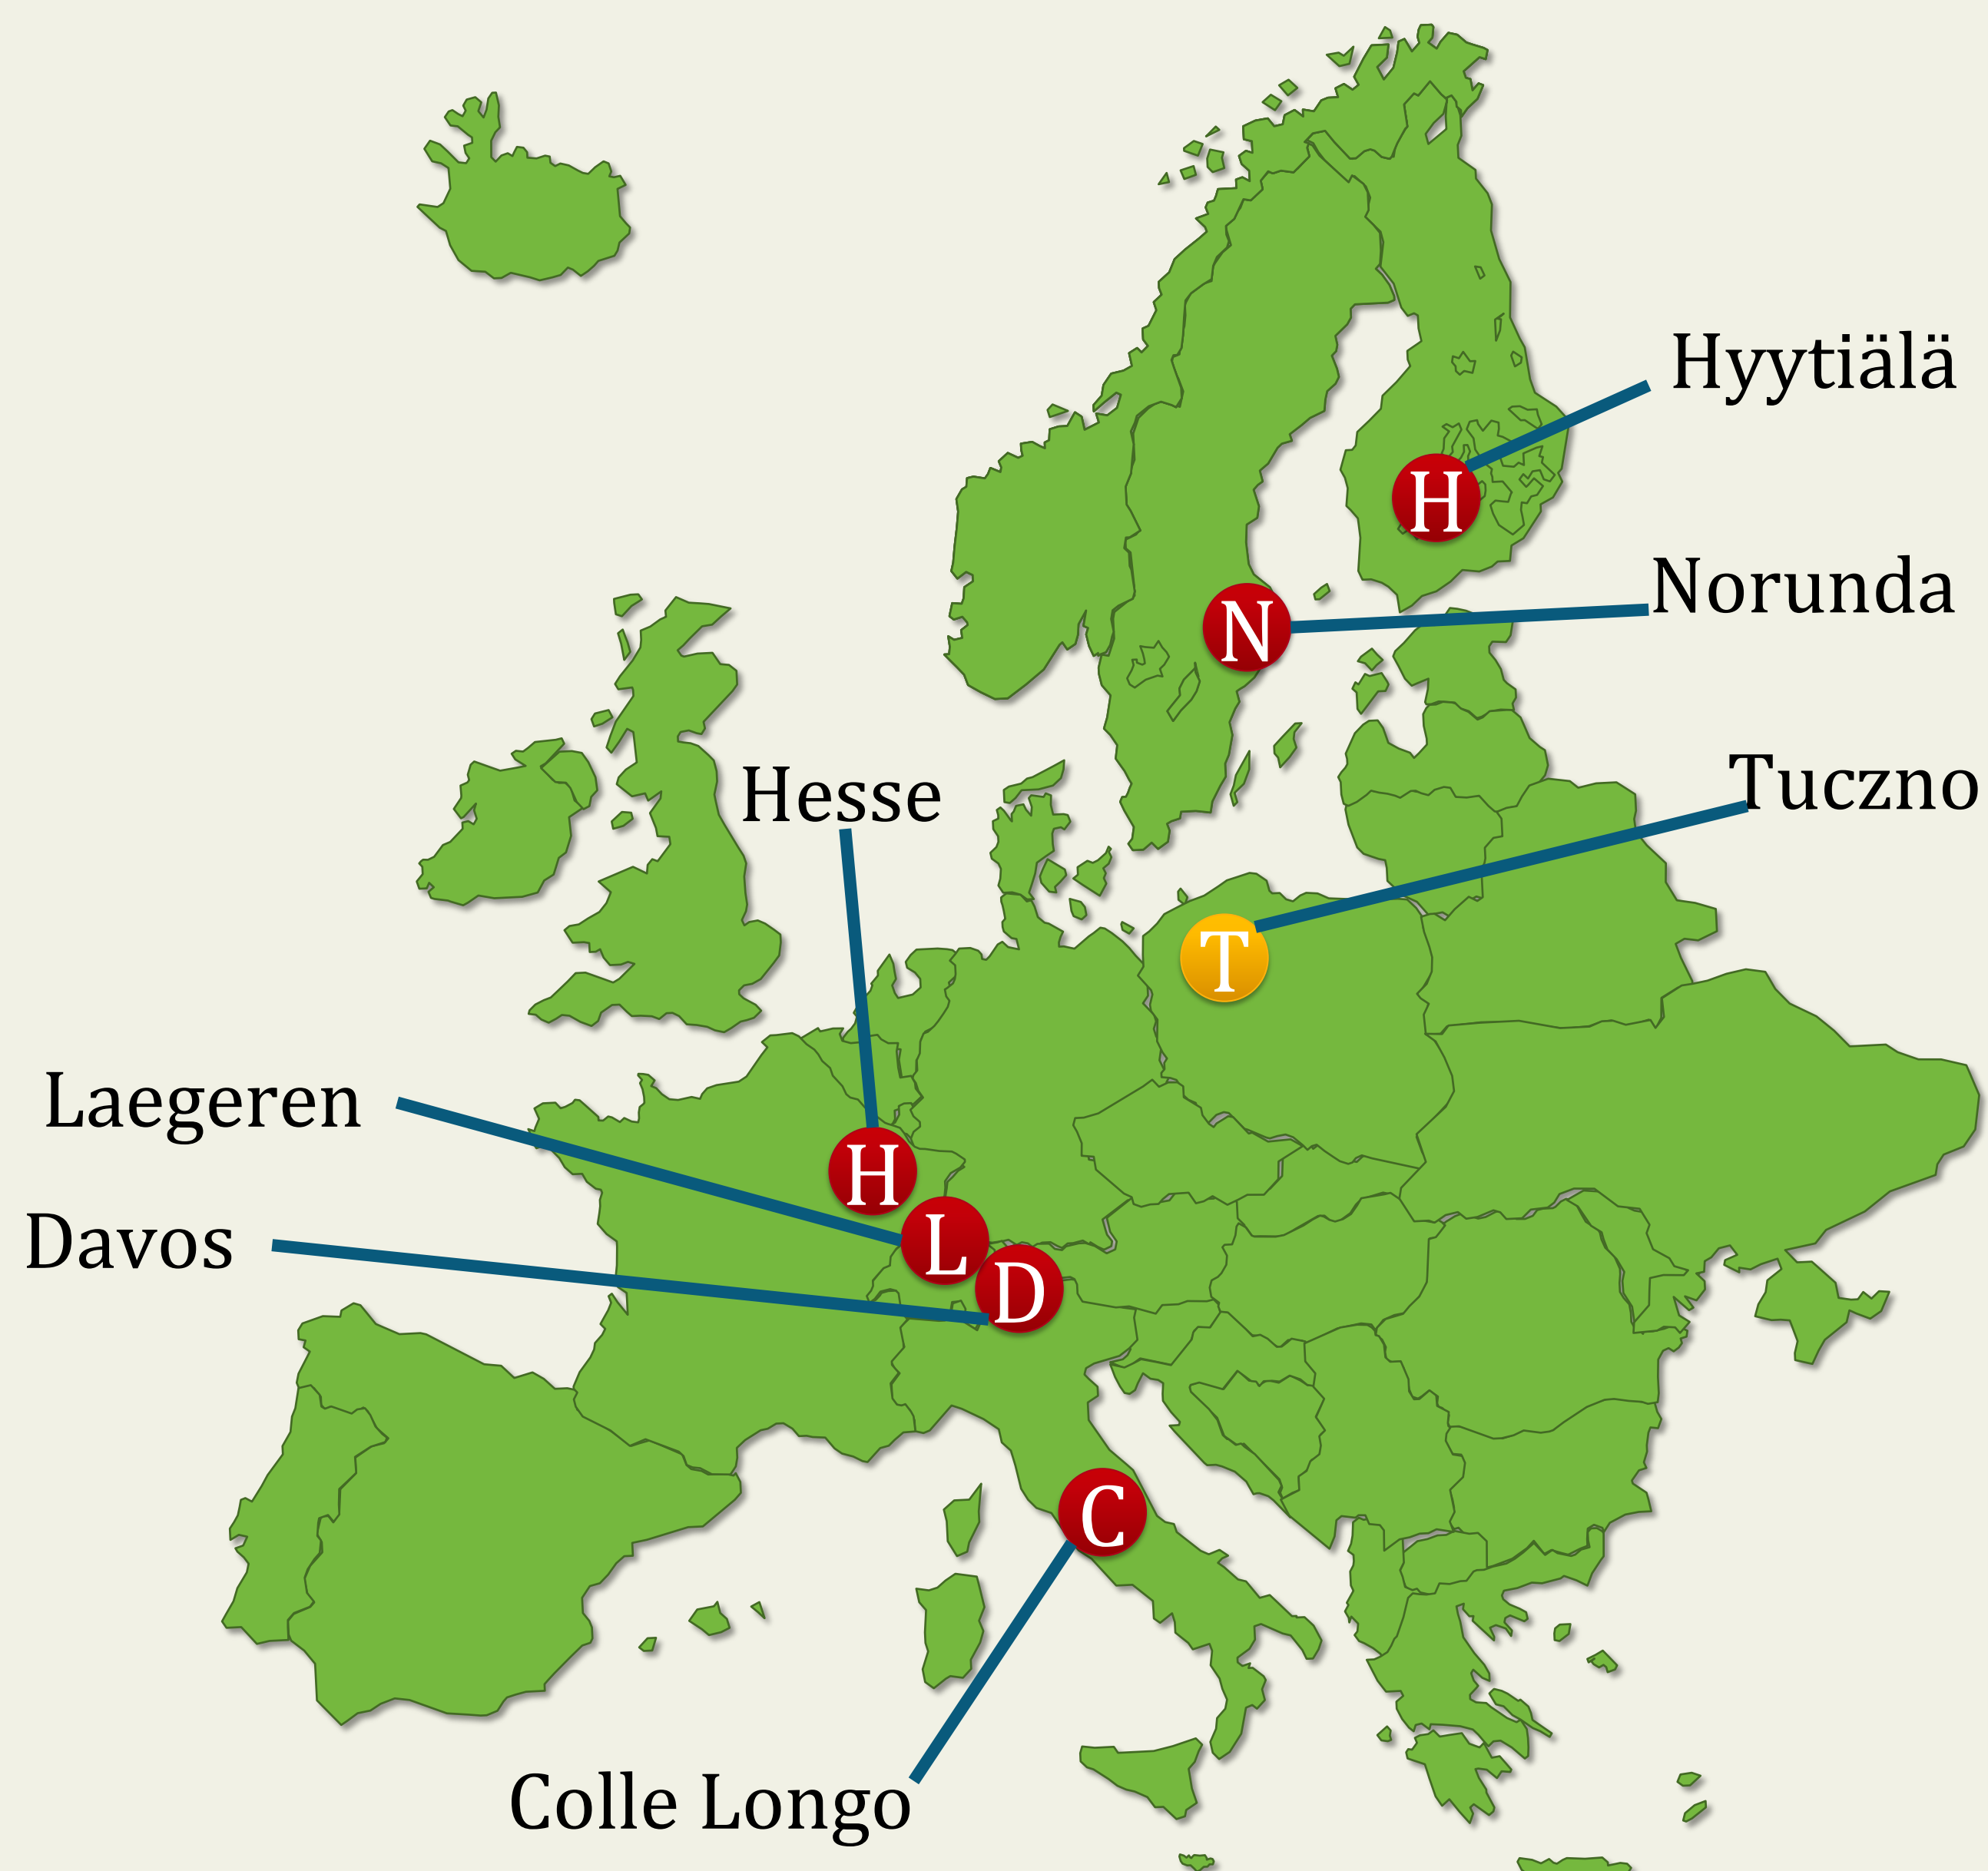 Hyytiälä
H
Norunda
N
Tuczno
Hesse
T
Laegeren
H
L
Davos
D
C
Colle Longo